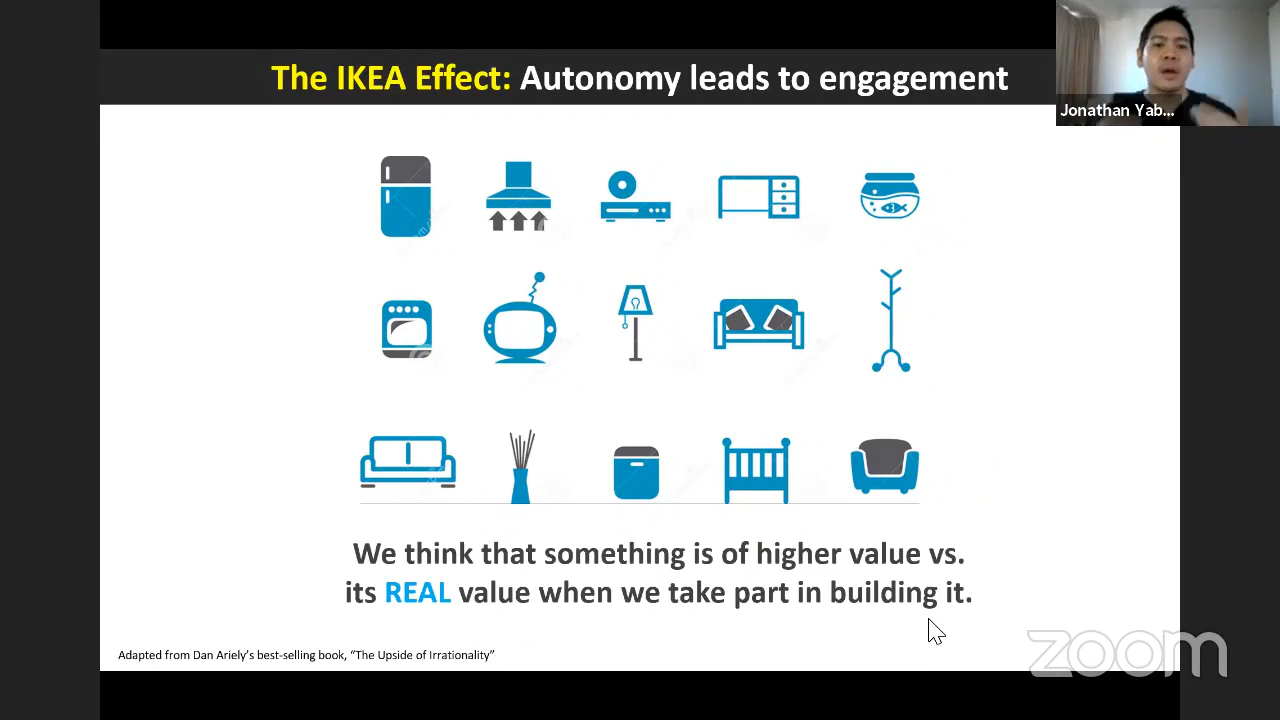 The IKEA Effect: Autonomy leads to engagement
Jonathan Yab...
We think that something is of higher value vs.
its REAL value when we take part in building it.
Adapted from Dan Ariely's best-selling book, “The Upside of Irrationality”
zoom